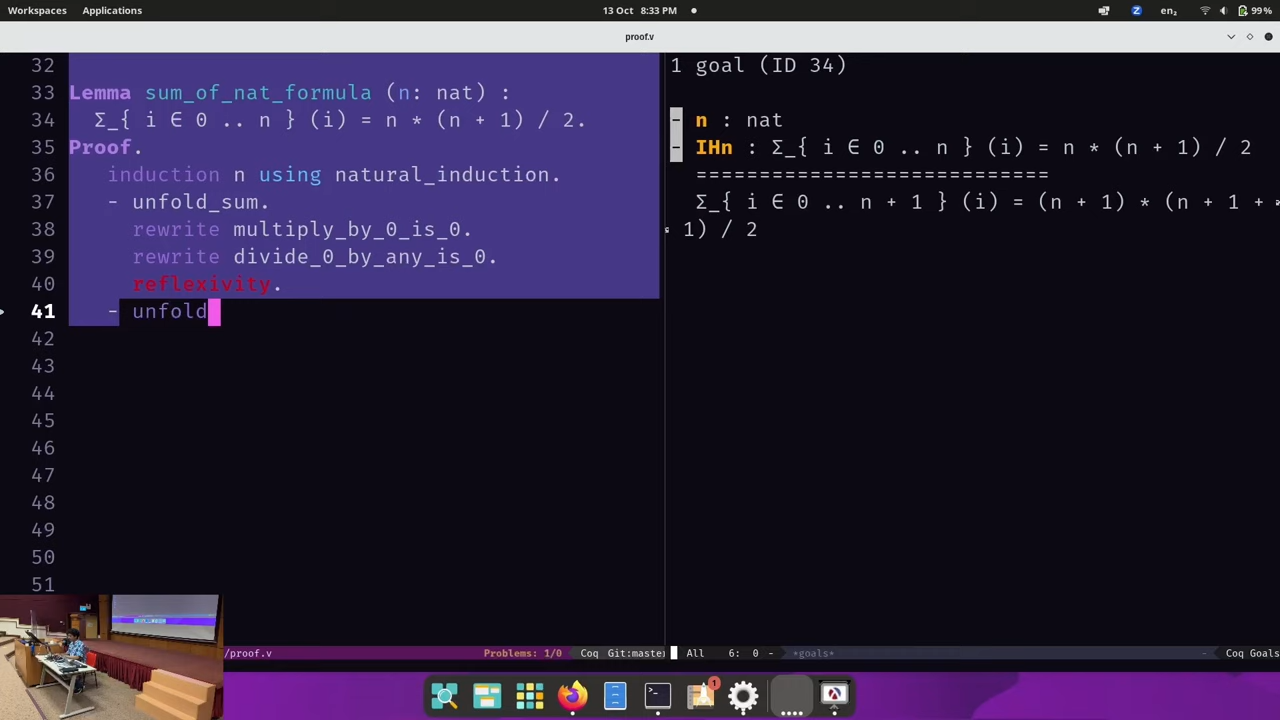 Workspaces Applications 13 Oct 8:33 PM en₂ 99%
proof.v
32
33 Lemma sum_of_nat_formula (n: nat) :
34 Σ_{ i ∈ 0 .. n } (i) = n * (n + 1) / 2.
35 Proof.
36 induction n using natural_induction.
37 - unfold_sum.
38 rewrite multiply_by_0_is_0.
39 rewrite divide_0_by_any_is_0.
40 reflexivity.
41 - unfold
42
43
44
45
46
47
48
49
50
51
1 goal (ID 34)
- n : nat
- IHn : Σ_{ i ∈ 0 .. n } (i) = n * (n + 1) / 2
============================
Σ_{ i ∈ 0 .. n + 1 } (i) = (n + 1) * (n + 1 +
1) / 2
/proof.v Problems: 1/0 Coq Git:master
All 6: 0 - *goals* - Coq Goals
1